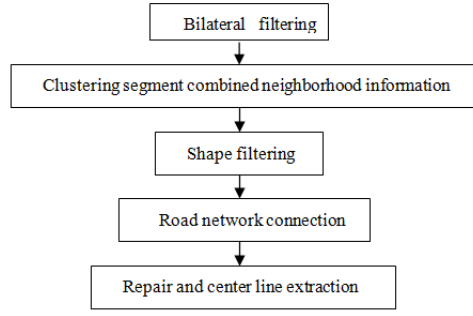 Bilateral filtering
Clustering segment combined neighborhood information
Shape filtering
Road network connection
Repair and center line extraction